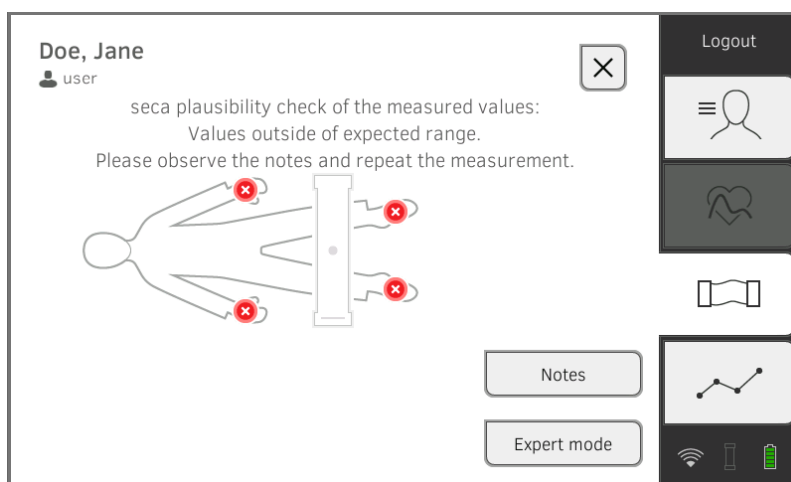 Doe, Jane
user
seca plausibility check of the measured values:
Values outside of expected range.
Please observe the notes and repeat the measurement.
Notes
Expert mode
Logout